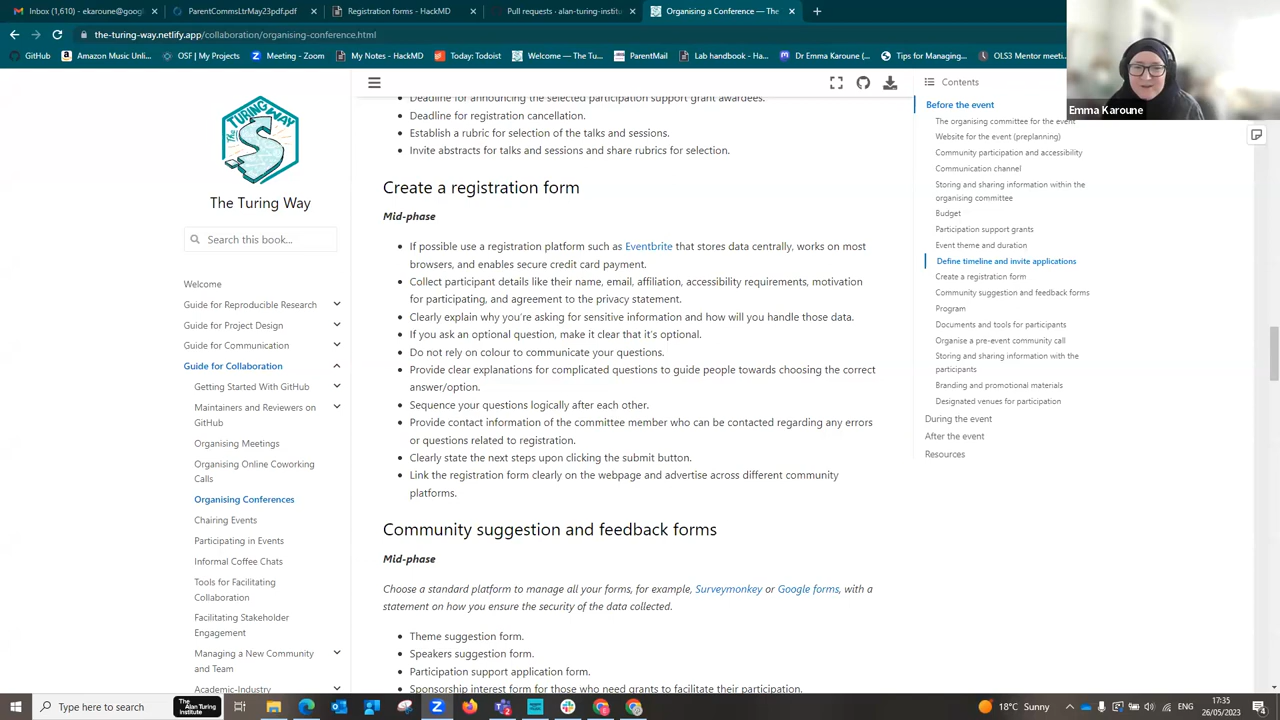 Inbox (1,610) - ekaroune@googl
ParentCommsLtrMay23pdf.pdf
Registration forms - HackMD
Pull requests · alan-turing-institu
Organising a Conference — The
the-turing-way.netlify.app/collaboration/organising-conference.html
GitHub
Amazon Music Unli...
OSF | My Projects
Meeting - Zoom
My Notes - HackMD
Today: Todoist
Welcome — The Tu...
ParentMail
Lab handbook - Ha...
Dr Emma Karoune (...
Tips for Managing...
OLS3 Mentor meeti
Emma Karoune
THE TURING WAY
The Turing Way
Search this book...
Welcome
Guide for Reproducible Research
Guide for Project Design
Guide for Communication
Guide for Collaboration
Getting Started With GitHub
Maintainers and Reviewers on
GitHub
Organising Meetings
Organising Online Coworking
Calls
Organising Conferences
Chairing Events
Participating in Events
Informal Coffee Chats
Tools for Facilitating
Collaboration
Facilitating Stakeholder
Engagement
Managing a New Community
and Team
Academic-Industry
Deadline for announcing the selected participation support grant awardees.
Deadline for registration cancellation.
Establish a rubric for selection of the talks and sessions.
Invite abstracts for talks and sessions and share rubrics for selection.
Create a registration form
Mid-phase
If possible use a registration platform such as Eventbrite that stores data centrally, works on most
browsers, and enables secure credit card payment.
Collect participant details like their name, email, affiliation, accessibility requirements, motivation
for participating, and agreement to the privacy statement.
Clearly explain why you're asking for sensitive information and how will you handle those data.
If you ask an optional question, make it clear that it's optional.
Do not rely on colour to communicate your questions.
Provide clear explanations for complicated questions to guide people towards choosing the correct
answer/option.
Sequence your questions logically after each other.
Provide contact information of the committee member who can be contacted regarding any errors
or questions related to registration.
Clearly state the next steps upon clicking the submit button.
Link the registration form clearly on the webpage and advertise across different community
platforms.
Community suggestion and feedback forms
Mid-phase
Choose a standard platform to manage all your forms, for example, Surveymonkey or Google forms, with a
statement on how you ensure the security of the data collected.
Theme suggestion form.
Speakers suggestion form.
Participation support application form.
Sponsorship interest form for those who need grants to facilitate their participation.
Contents
Before the event
The organising committee for the event
Website for the event (preplanning)
Community participation and accessibility
Communication channel
Storing and sharing information within the
organising committee
Budget
Participation support grants
Event theme and duration
Define timeline and invite applications
Create a registration form
Community suggestion and feedback forms
Program
Documents and tools for participants
Organise a pre-event community call
Storing and sharing information with the
participants
Branding and promotional materials
Designated venues for participation
During the event
After the event
Resources
Type here to search
The Alan Turing Institute
18°C Sunny
17:35
26/05/2023